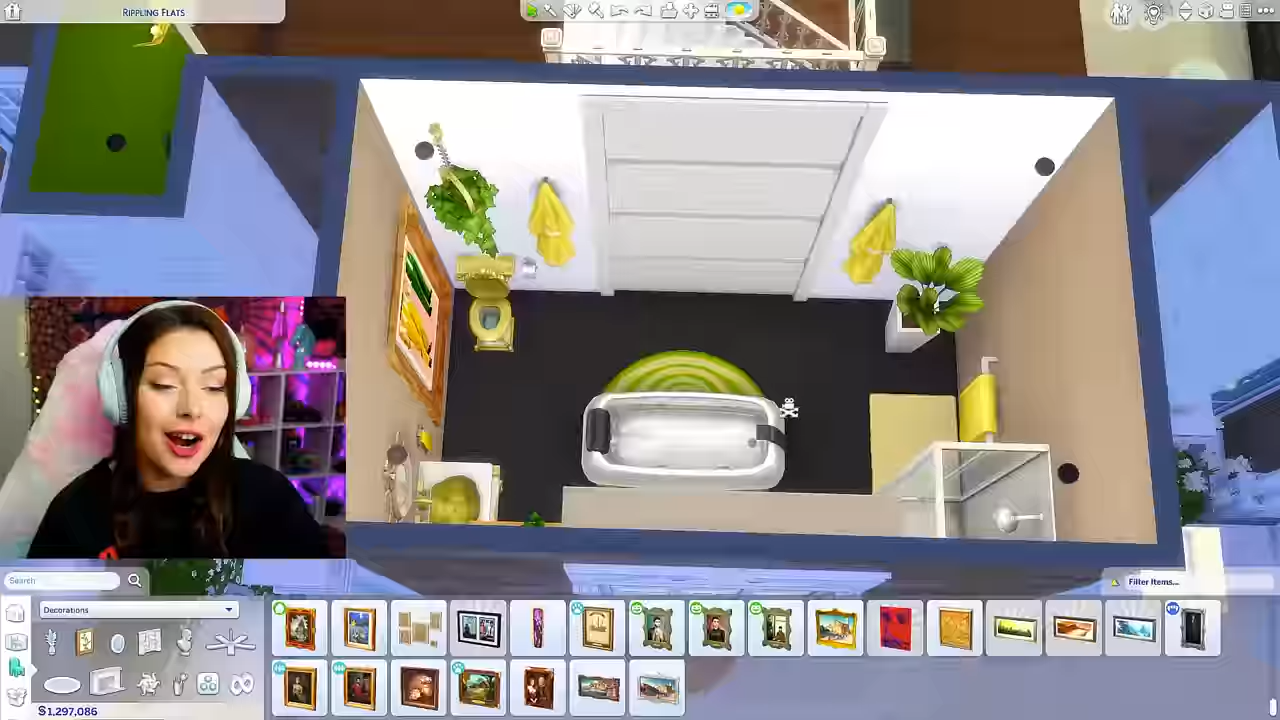 Rippling Flats
Search
Filter Items...
Decorations
§1,297,086